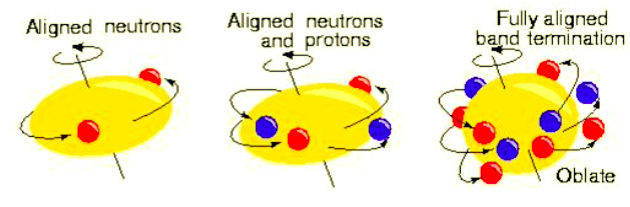 Aligned neutrons
Aligned neutrons
and protons
Fully aligned
band termination
Oblate